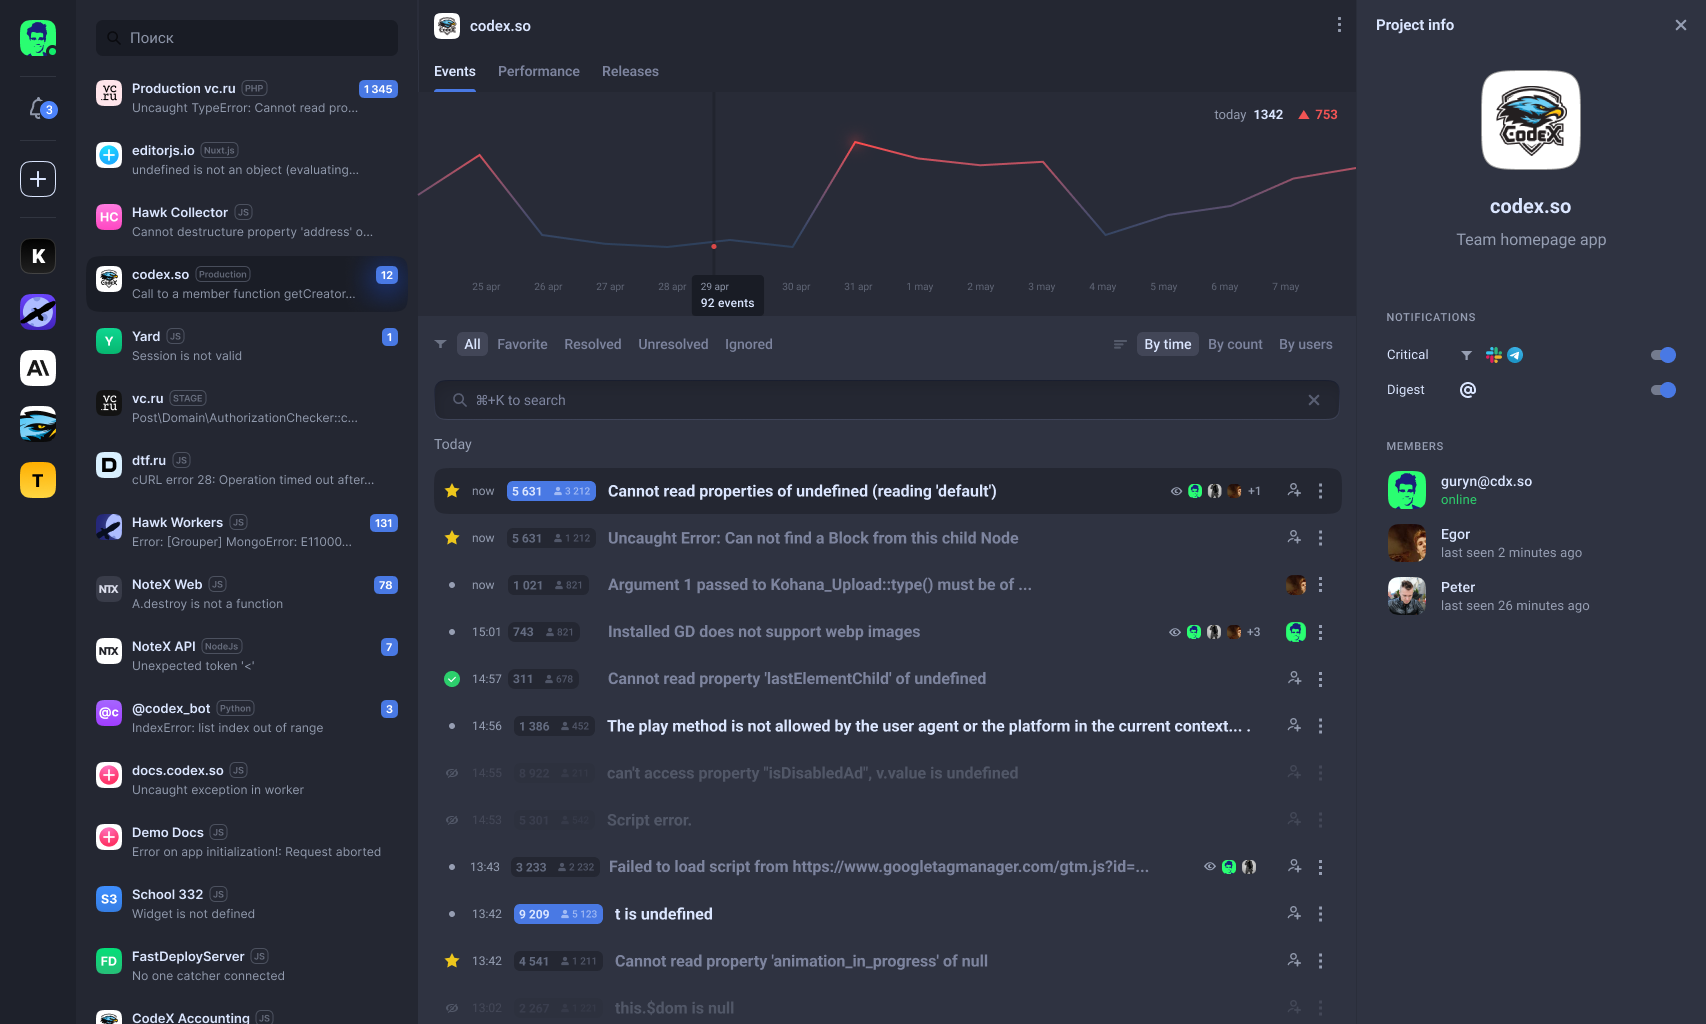 3
K
A\
T
Поиск
Production vc.ru PHP 1 345
Uncaught TypeError: Cannot read pro...
editorjs.io Nuxt.js
undefined is not an object (evaluating...
HC Hawk Collector JS
Cannot destructure property 'address' o...
codex.so Production 12
Call to a member function getCreator...
Y Yard JS 1
Session is not valid
vc.ru vc.ru STAGE
Post\Domain\AuthorizationChecker::c...
D dtf.ru JS
cURL error 28: Operation timed out after...
Hawk Workers JS 131
Error: [Grouper] MongoError: E11000...
NTX NoteX Web JS 78
A.destroy is not a function
NTX NoteX API NodeJs 7
Unexpected token '<'
@c @codex_bot Python 3
IndexError: list index out of range
docs.codex.so JS
Uncaught exception in worker
Demo Docs JS
Error on app initialization!: Request aborted
S3 School 332 JS
Widget is not defined
FD FastDeployServer JS
No one catcher connected
CodeX Accounting JS
codex.so
Events Performance Releases
today 1342 753
25 apr 26 apr 27 apr 28 apr 29 apr 30 apr 31 apr 1 may 2 may 3 may 4 may 5 may 6 may 7 may
92 events
All Favorite Resolved Unresolved Ignored By time By count By users
⌘+K to search
Today
now 5 631 3 212 Cannot read properties of undefined (reading 'default') +1
now 5 631 1 212 Uncaught Error: Can not find a Block from this child Node
now 1 021 821 Argument 1 passed to Kohana_Upload::type() must be of ...
15:01 743 821 Installed GD does not support webp images +3
14:57 311 678 Cannot read property 'lastElementChild' of undefined
14:56 1 386 452 The play method is not allowed by the user agent or the platform in the current context... .
14:55 8 922 can't access property "isDisabledAd", v.value is undefined
14:53 5 301 Script error.
13:43 3 233 2 232 Failed to load script from https://www.googletagmanager.com/gtm.js?id=...
13:42 9 209 5 123 t is undefined
13:42 4 541 1 211 Cannot read property 'animation_in_progress' of null
13:02 2 267 this.$dom is null
Project info
CodeX
codex.so
Team homepage app
NOTIFICATIONS
Critical
Digest @
MEMBERS
guryn@cdx.so
online
Egor
last seen 2 minutes ago
Peter
last seen 26 minutes ago